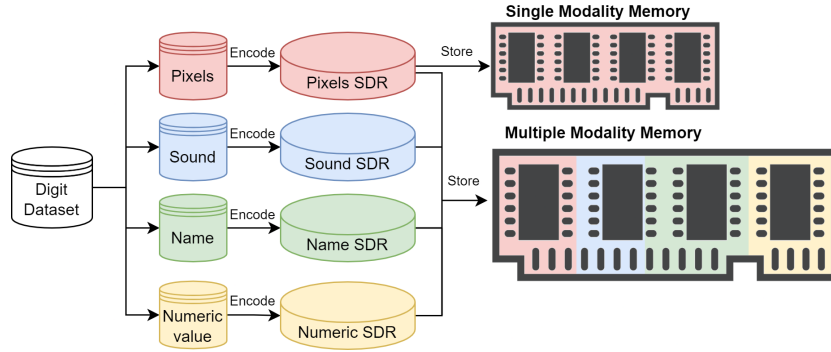 Single Modality Memory
Encode
Store
Pixels
Pixels SDR
Encode
Multiple Modality Memory
Sound
Sound SDR
Digit
Dataset
Encode
Store
Name
Name SDR
Encode
Numeric
value
Numeric SDR